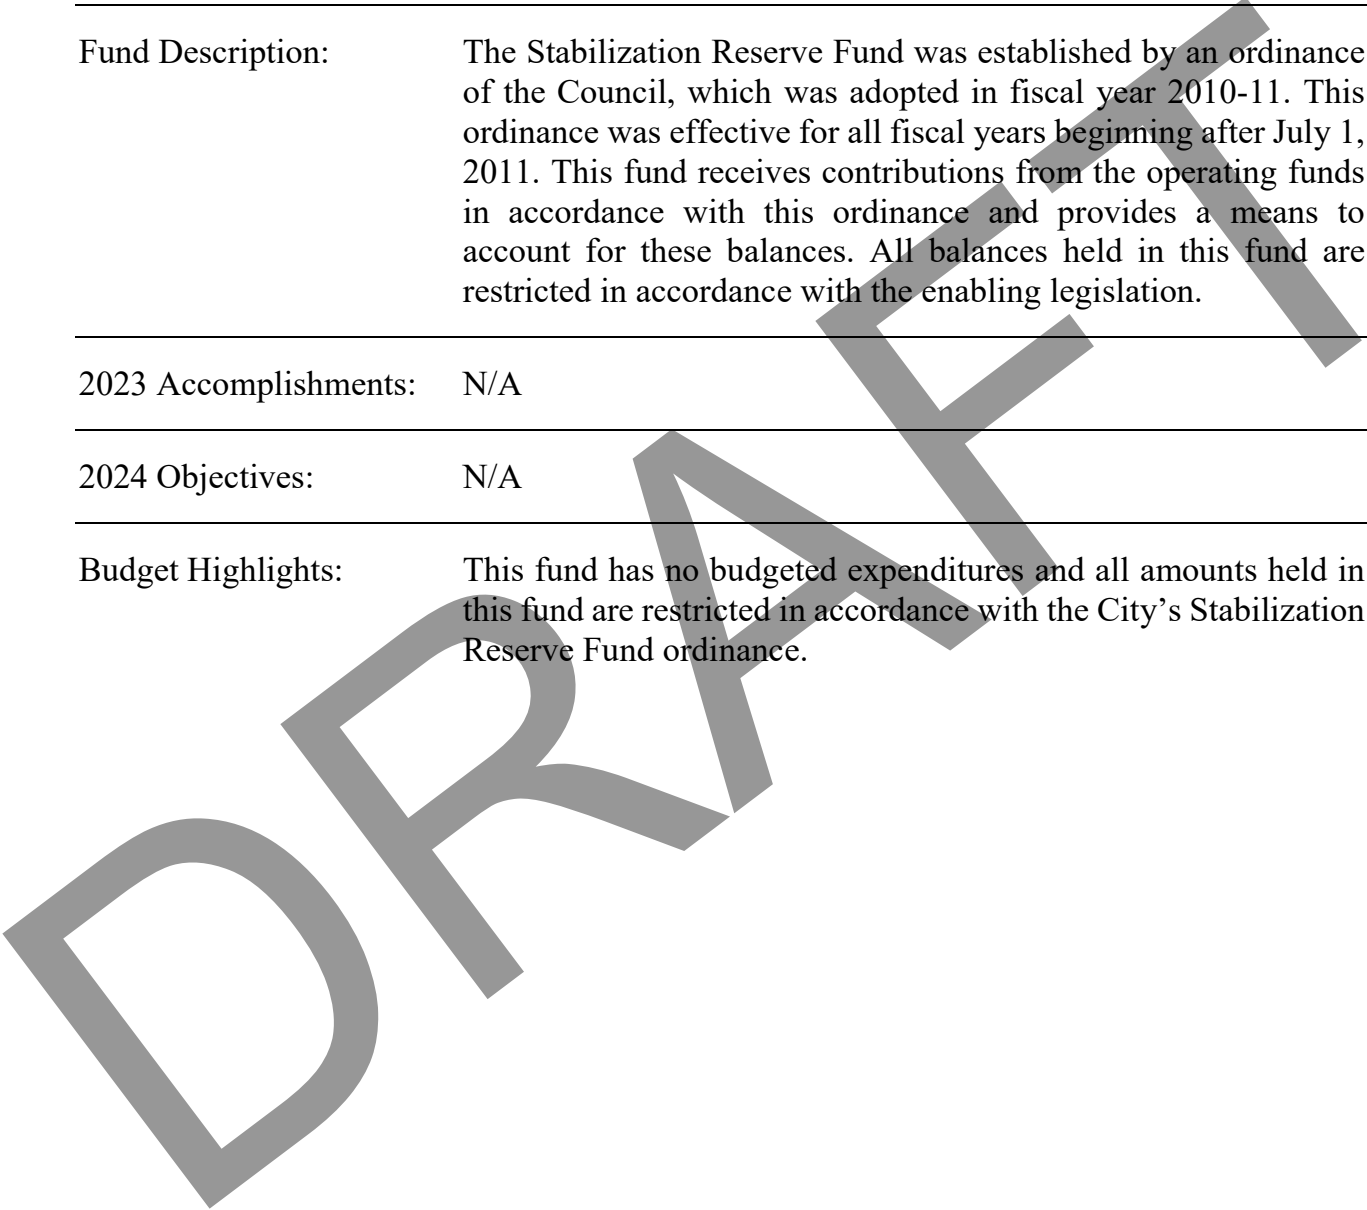 Fund Description: The Stabilization Reserve Fund was established by an ordinance
of the Council, which was adopted in fiscal year 2010-11. This
ordinance was effective for all fiscal years beginning after July 1,
2011. This fund receives contributions from the operating funds
in accordance with this ordinance and provides a means to
account for these balances. All balances held in this fund are
restricted in accordance with the enabling legislation.
2023 Accomplishments: N/A
2024 Objectives: N/A
Budget Highlights: This fund has no budgeted expenditures and all amounts held in
this fund are restricted in accordance with the City’s Stabilization
Reserve Fund ordinance.
DRAFT